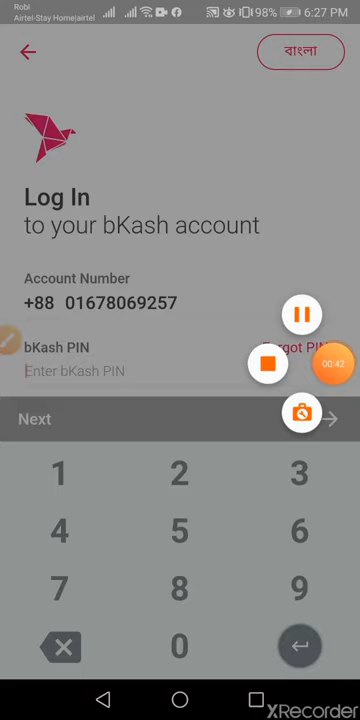 Robi
Airtel-Stay Home|airtel
98% 6:27 PM
বাংলা
Log In
to your bKash account
Account Number
+88 01678069257
bKash PIN
Forgot PIN
Enter bKash PIN
00:42
Next
1 2 3
4 5 6
7 8 9
0
XRecorder